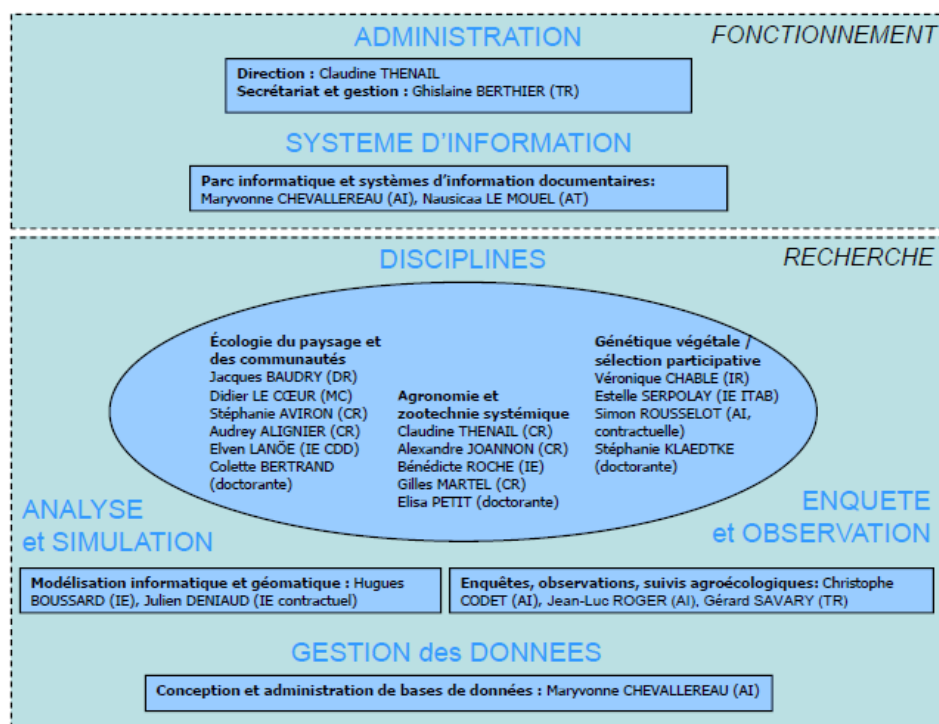 ADMINISTRATION
FONCTIONNEMENT
Direction : Claudine THENAIL
Secrétariat et gestion : Ghislaine BERTHIER (TR)
SYSTEME D'INFORMATION
Parc informatique et systèmes d'information documentaires:
Maryvonne CHEVALLEREAU (AI), Nausicaa LE MOUEL (AT)
DISCIPLINES
RECHERCHE
Écologie du paysage et
des communautés
Jacques BAUDRY (DR)
Didier LE CŒUR (MC)
Stéphanie AVIRON (CR)
Audrey ALIGNIER (CR)
Elven LANÖE (IE CDD)
Colette BERTRAND
(doctorante)
Agronomie et
zootechnie systémique
Claudine THENAIL (CR)
Alexandre JOANNON (CR)
Bénédicte ROCHE (IE)
Gilles MARTEL (CR)
Elisa PETIT (doctorante)
Génétique végétale /
sélection participative
Véronique CHABLE (IR)
Estelle SERPOLAY (IE ITAB)
Simon ROUSSELOT (AI,
contractuelle)
Stéphanie KLAEDTKE
(doctorante)
ANALYSE
et SIMULATION
ENQUETE
et OBSERVATION
Modélisation informatique et géomatique : Hugues
BOUSSARD (IE), Julien DENIAUD (IE contractuel)
Enquêtes, observations, suivis agroécologiques: Christophe
CODET (AI), Jean-Luc ROGER (AI), Gérard SAVARY (TR)
GESTION des DONNEES
Conception et administration de bases de données : Maryvonne CHEVALLEREAU (AI)